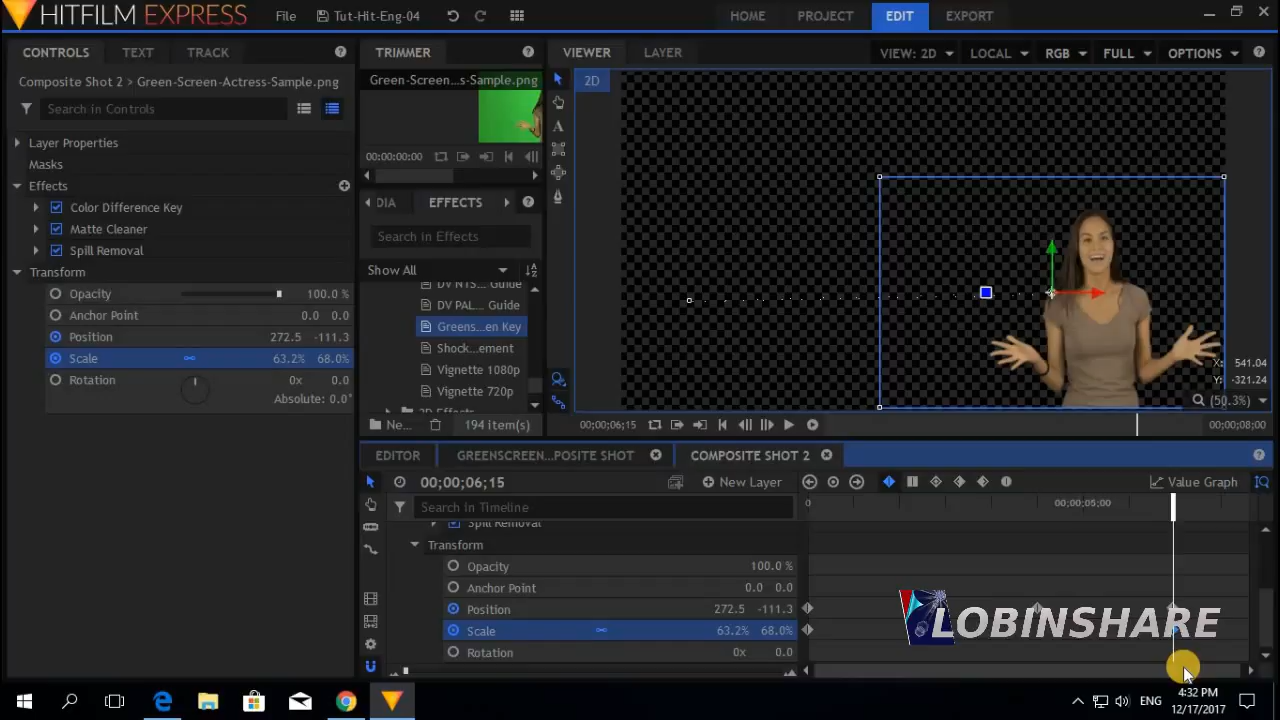 HITFILM EXPRESS File Tut-Hit-Eng-04 HOME PROJECT EDIT EXPORT
CONTROLS TEXT TRACK
Composite Shot 2 > Green-Screen-Actress-Sample.png
Search in Controls
Layer Properties
Masks
Effects
Color Difference Key
Matte Cleaner
Spill Removal
Transform
Opacity 100.0 %
Anchor Point 0.0 0.0
Position 272.5 -111.3
Scale 63.2% 68.0%
Rotation 0x 0.0
Absolute: 0.0°
TRIMMER
Green-Screen...s-Sample.png
00:00:00:00
DIA EFFECTS
Search in Effects
Show All
DV NTS... Guide
DV PAL... Guide
Greens...en Key
Shock...ement
Vignette 1080p
Vignette 720p
2D Effects
Ne... 194 item(s)
VIEWER LAYER VIEW: 2D LOCAL RGB FULL OPTIONS
2D
X: 541.04
Y: -321.24
(50.3%)
00;00;06;15 00;00;08;00
EDITOR GREENSCREEN...POSITE SHOT COMPOSITE SHOT 2
00;00;06;15 New Layer Value Graph
Search in Timeline
0 00;00;05;00
Spill Removal
Transform
Opacity 100.0 %
Anchor Point 0.0 0.0
Position 272.5 -111.3
Scale 63.2% 68.0%
Rotation 0x 0.0
LOBINSHARE
ENG
4:32 PM
12/17/2017